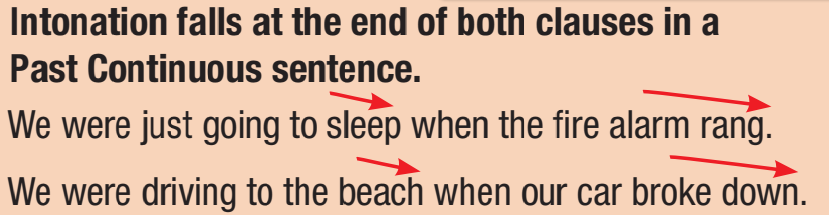 Intonation falls at the end of both clauses in a
Past Continuous sentence.
We were just going to sleep when the fire alarm rang.
We were driving to the beach when our car broke down.